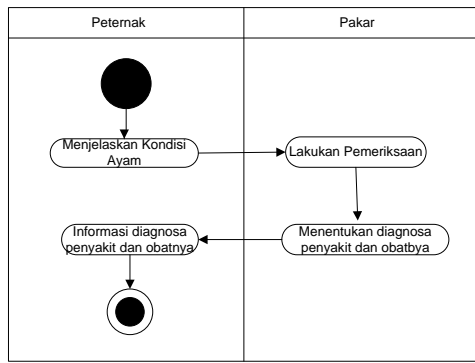 Peternak
Pakar
Menjelaskan Kondisi
Ayam
Lakukan Pemeriksaan
Informasi diagnosa
penyakit dan obatnya
Menentukan diagnosa
penyakit dan obatbya